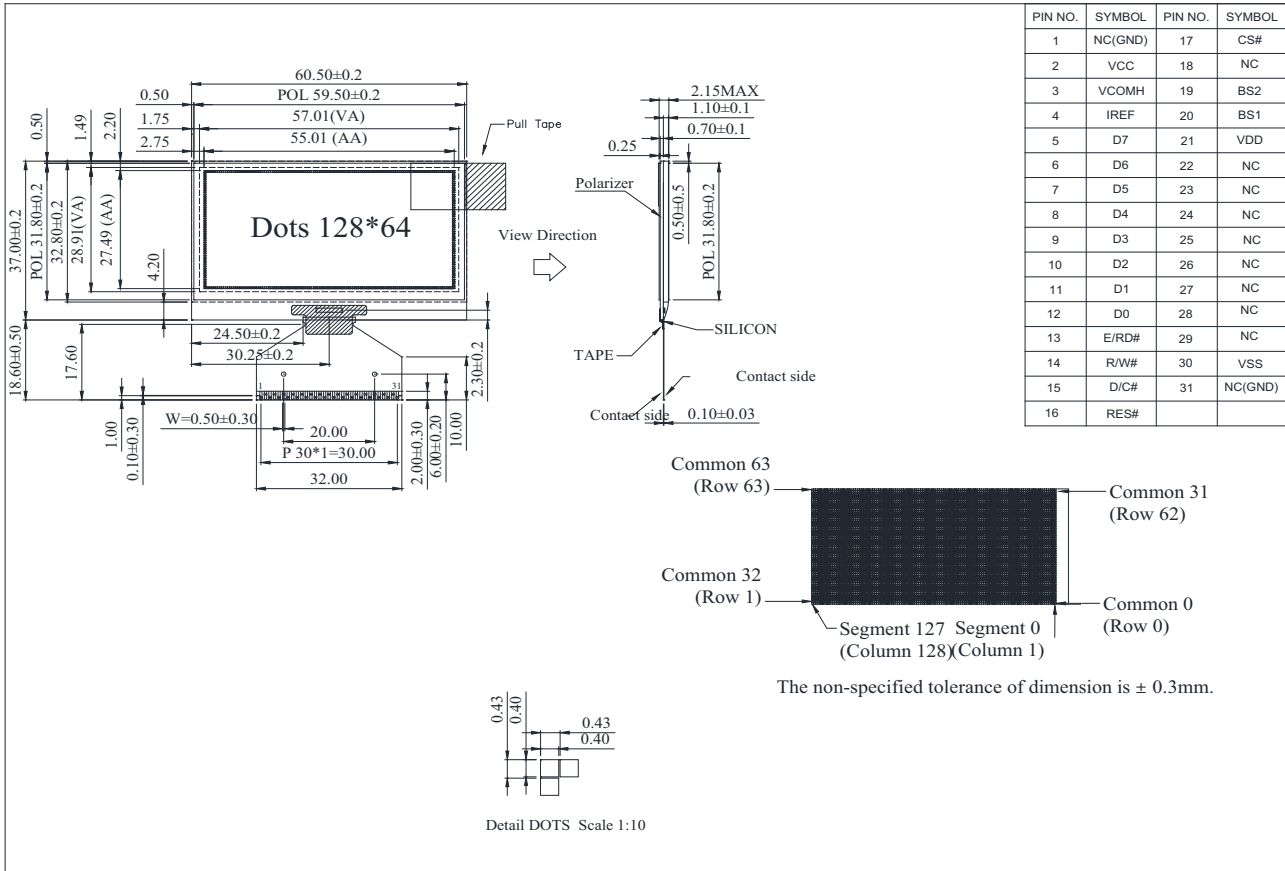 PIN NO. SYMBOL PIN NO. SYMBOL
1 NC(GND) 17 CS#
2 VCC 18 NC
3 VCOMH 19 BS2
4 IREF 20 BS1
5 D7 21 VDD
6 D6 22 NC
7 D5 23 NC
8 D4 24 NC
9 D3 25 NC
10 D2 26 NC
11 D1 27 NC
12 D0 28 NC
13 E/RD# 29 NC
14 R/W# 30 VSS
15 D/C# 31 NC(GND)
16 RES#
60.50±0.2
0.50 POL 59.50±0.2
1.75 57.01(VA)
2.75 55.01 (AA)
0.50
1.49
2.20
Pull Tape
37.00±0.2
POL 31.80±0.2
32.80±0.2
28.91(VA)
27.49 (AA)
4.20
Dots 128*64
View Direction
18.60±0.50
17.60
24.50±0.2
30.25±0.2
2.30±0.2
1 31
W=0.50±0.30
20.00
P 30*1=30.00
32.00
1.00
0.10±0.30
2.00±0.30
6.00±0.20
10.00
2.15MAX
1.10±0.1
0.70±0.1
0.25
Polarizer
0.50±0.5
POL 31.80±0.2
SILICON
TAPE
Contact side
Contact side
0.10±0.03
Common 63
(Row 63)
Common 31
(Row 62)
Common 32
(Row 1)
Common 0
(Row 0)
Segment 127 Segment 0
(Column 128)(Column 1)
The non-specified tolerance of dimension is ± 0.3mm.
0.43
0.40
0.43
0.40
Detail DOTS Scale 1:10